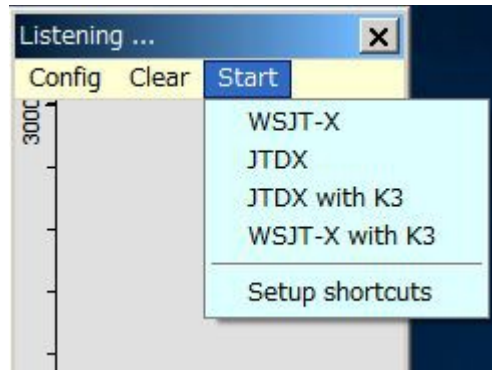 Listening ...
Config Clear Start
3000
WSJT-X
JTDX
JTDX with K3
WSJT-X with K3
Setup shortcuts